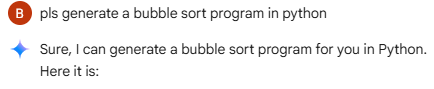 B pls generate a bubble sort program in python
Sure, I can generate a bubble sort program for you in Python.
Here it is: